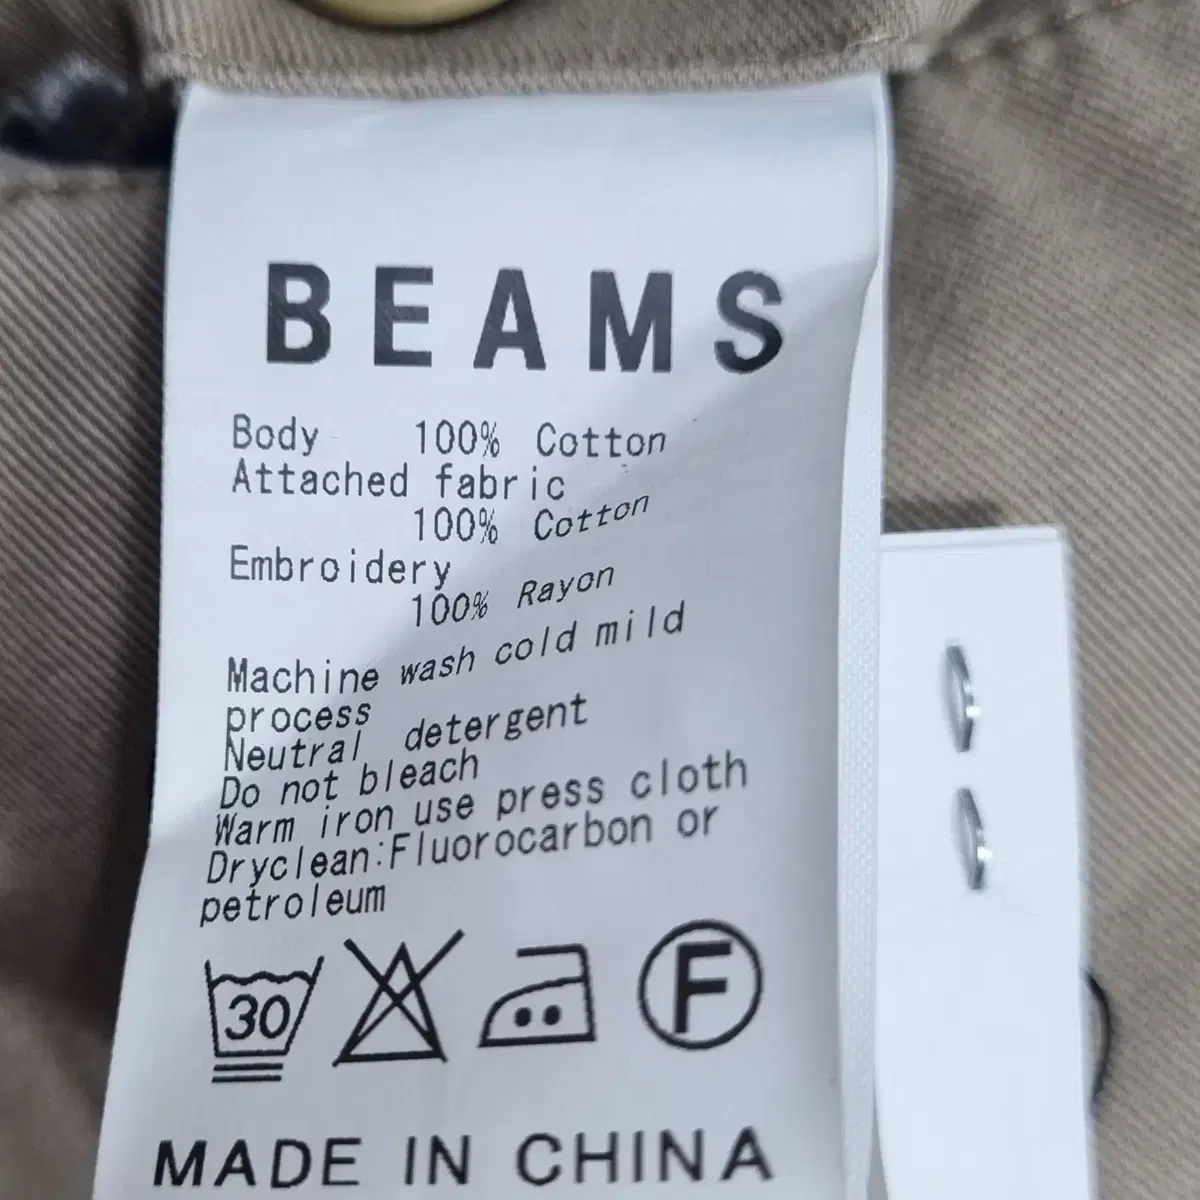 BEAMS
Body 100% Cotton
Attached fabric
100% Cotton
Embroidery
100% Rayon
Machine wash cold mild
process
Neutral detergent
Do not bleach
Warm iron use press cloth
Dryclean:Fluorocarbon or
petroleum
30 F
MADE IN CHINA